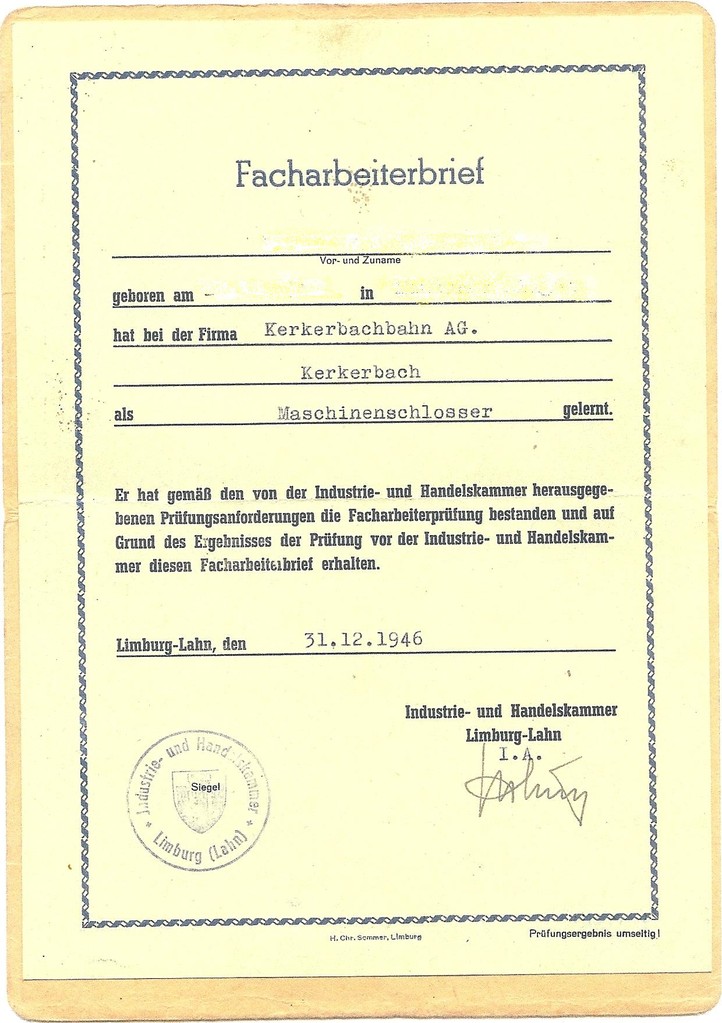 Facharbeiterbrief
Vor- und Zuname
geboren am - in
hat bei der Firma Kerkerbachbahn AG.
Kerkerbach
als Maschinenschlosser gelernt.
Er hat gemäß den von der Industrie- und Handelskammer herausgege-
benen Prüfungsanforderungen die Facharbeiterprüfung bestanden und auf
Grund des Ergebnisses der Prüfung vor der Industrie- und Handelskam-
mer diesen Facharbeiterbrief erhalten.
Limburg-Lahn, den 31.12.1946
Industrie- und Handelskammer
Limburg-Lahn
I.A.
Industrie- und Handelskammer
Siegel
* Limburg (Lahn) *
H. Chr. Sommer, Limburg
Prüfungsergebnis umseitig!